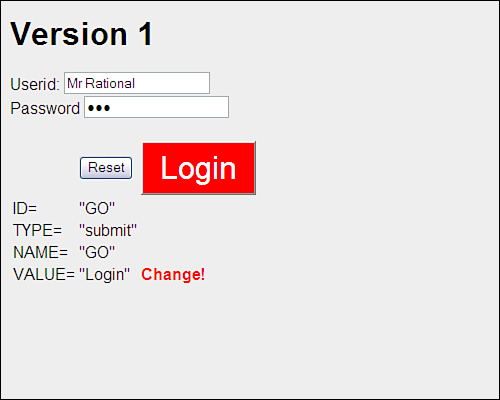 Version 1
Userid: Mr Rational
Password •••
Reset Login
ID= "GO"
TYPE= "submit"
NAME= "GO"
VALUE= "Login" Change!